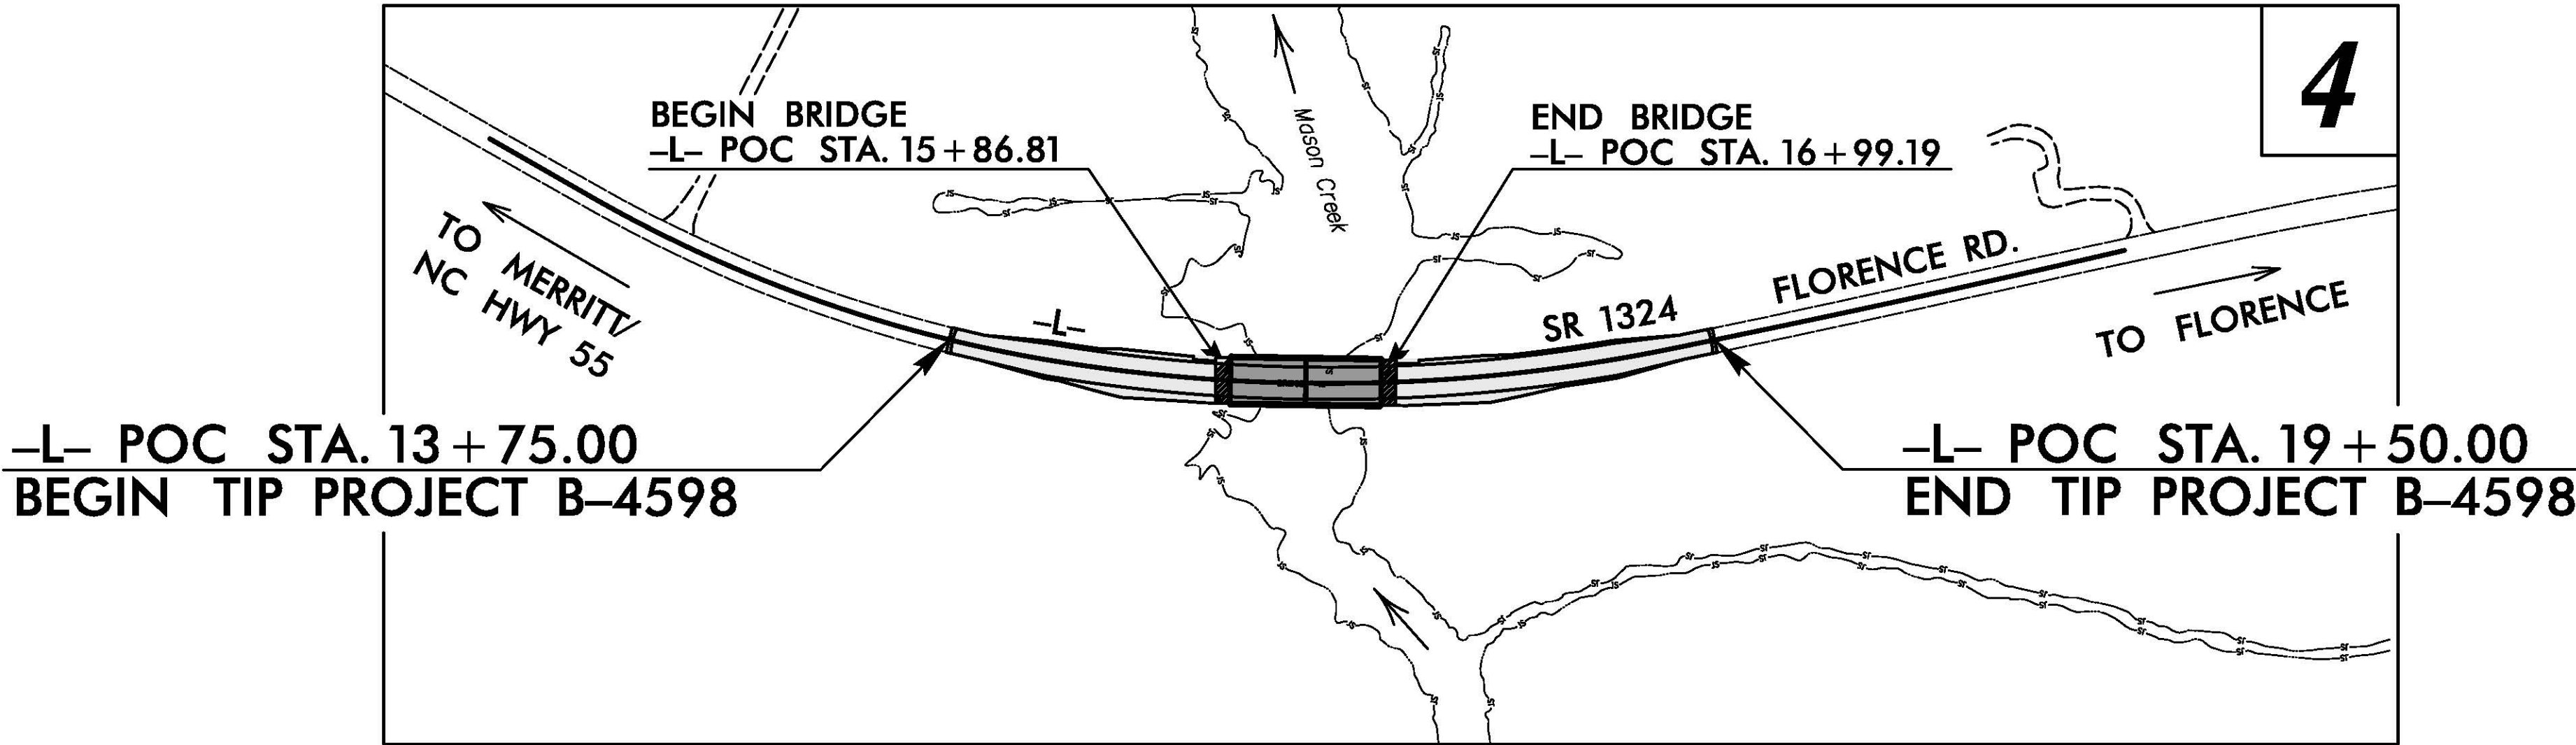 4
BEGIN BRIDGE
–L– POC STA. 15+86.81
END BRIDGE
–L– POC STA. 16+99.19
Mason Creek
TO MERRITT/
NC HWY 55
–L–
SR 1324
FLORENCE RD.
TO FLORENCE
–L– POC STA. 13+75.00
BEGIN TIP PROJECT B–4598
–L– POC STA. 19+50.00
END TIP PROJECT B–4598